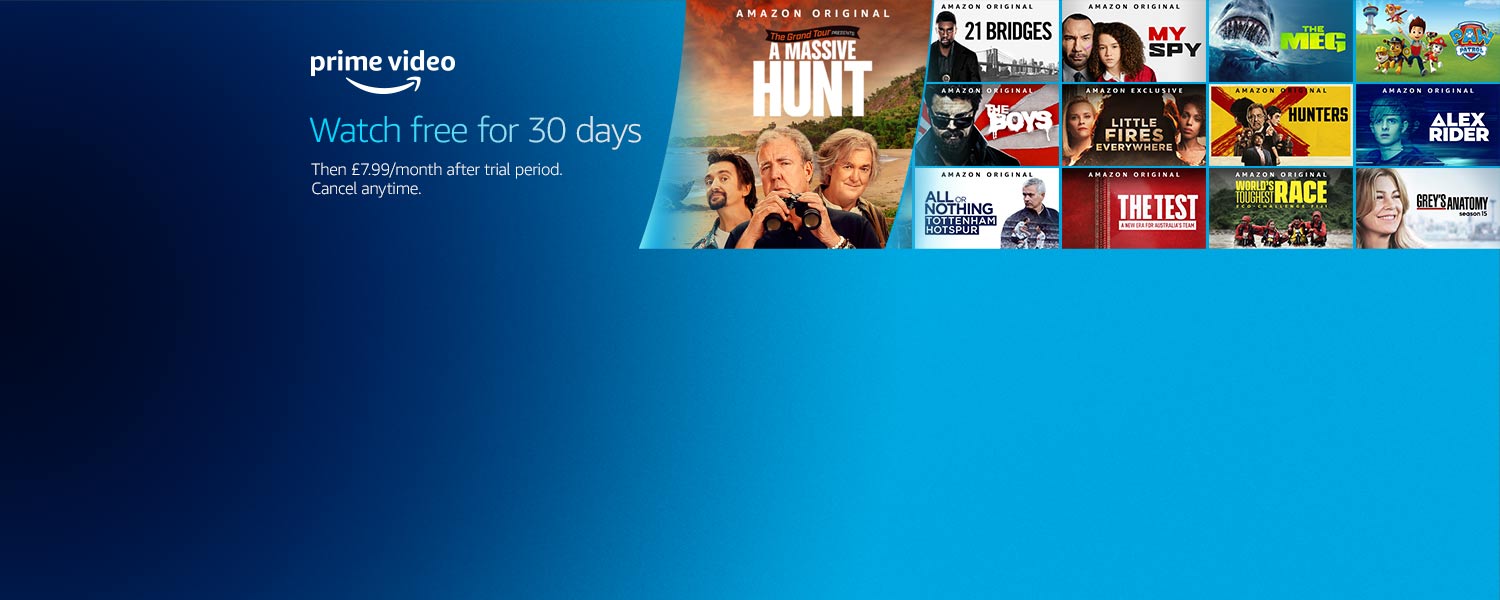 prime video
Watch free for 30 days
Then £7.99/month after trial period.
Cancel anytime.
AMAZON ORIGINAL
The Grand Tour PRESENTS
A MASSIVE
HUNT
AMAZON ORIGINAL
21 BRIDGES
AMAZON ORIGINAL
MY
SPY
THE
MEG
PAW
PATROL
AMAZON ORIGINAL
THE
BOYS
AMAZON EXCLUSIVE
LITTLE
FIRES
EVERYWHERE
AMAZON ORIGINAL
HUNTERS
AMAZON ORIGINAL
ALEX
RIDER
AMAZON ORIGINAL
ALL OR
NOTHING
TOTTENHAM
HOTSPUR
AMAZON ORIGINAL
THE TEST
A NEW ERA FOR AUSTRALIA'S TEAM
AMAZON ORIGINAL
WORLD'S
TOUGHEST RACE
ECO-CHALLENGE FIJI
GREY'S ANATOMY
season 15